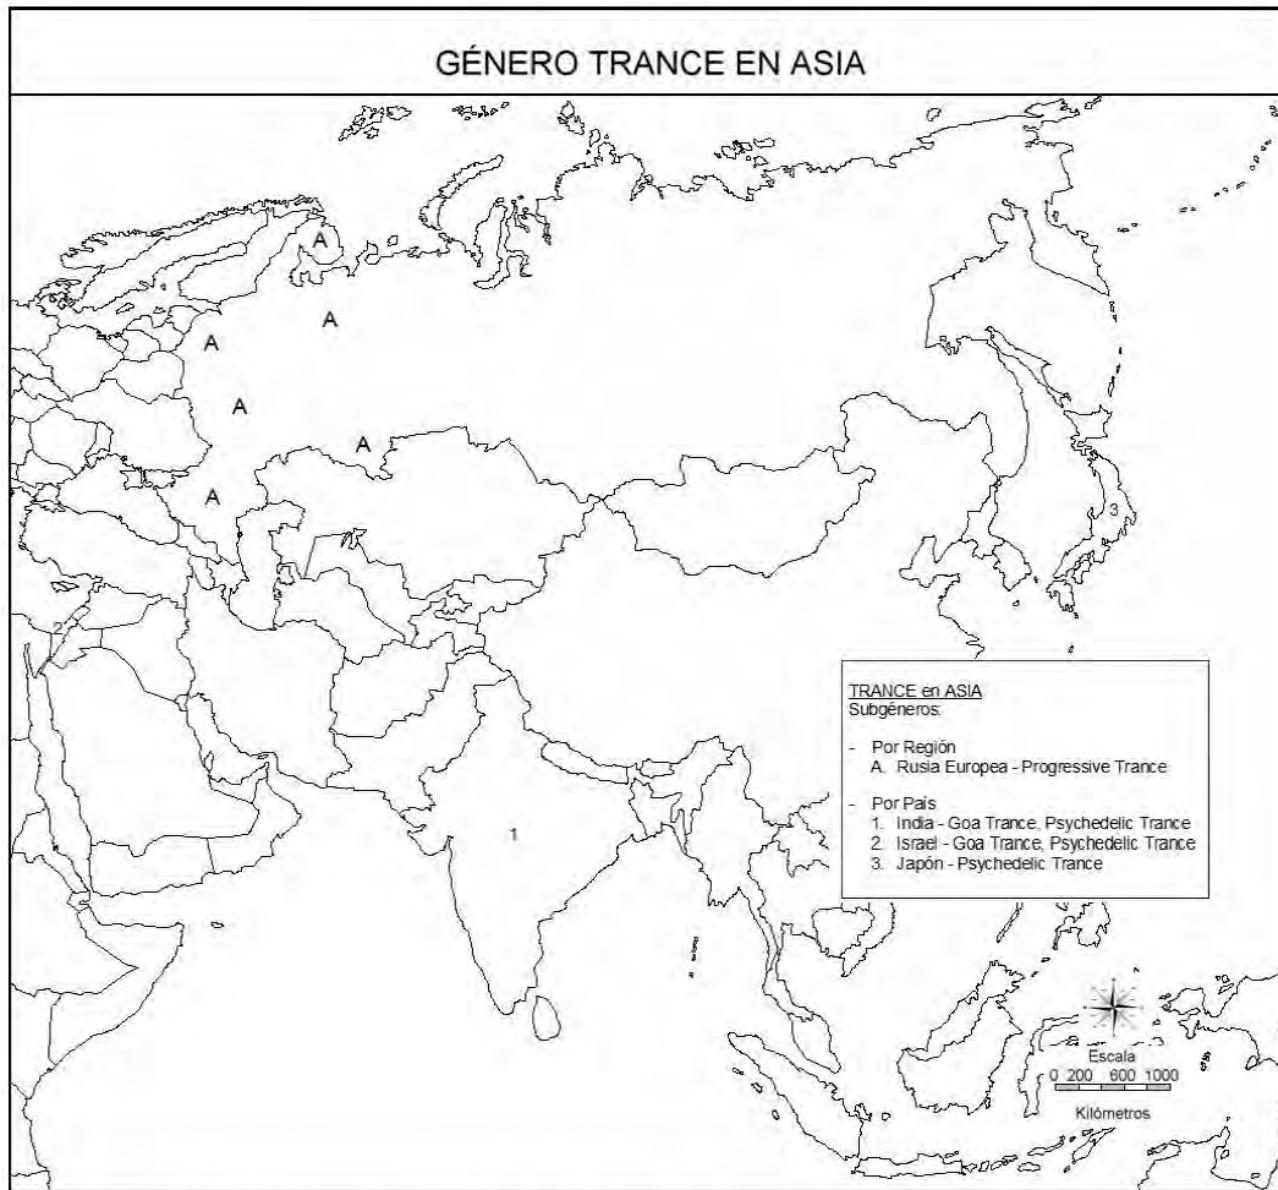 GÉNERO TRANCE EN ASIA
A
A
A
A
A
A
3
2
1
TRANCE en ASIA
Subgéneros:
- Por Región
A. Rusia Europea - Progressive Trance
- Por País
1. India - Goa Trance, Psychedelic Trance
2. Israel - Goa Trance, Psychedelic Trance
3. Japón - Psychedelic Trance
Escala
0 200 600 1000
Kilómetros